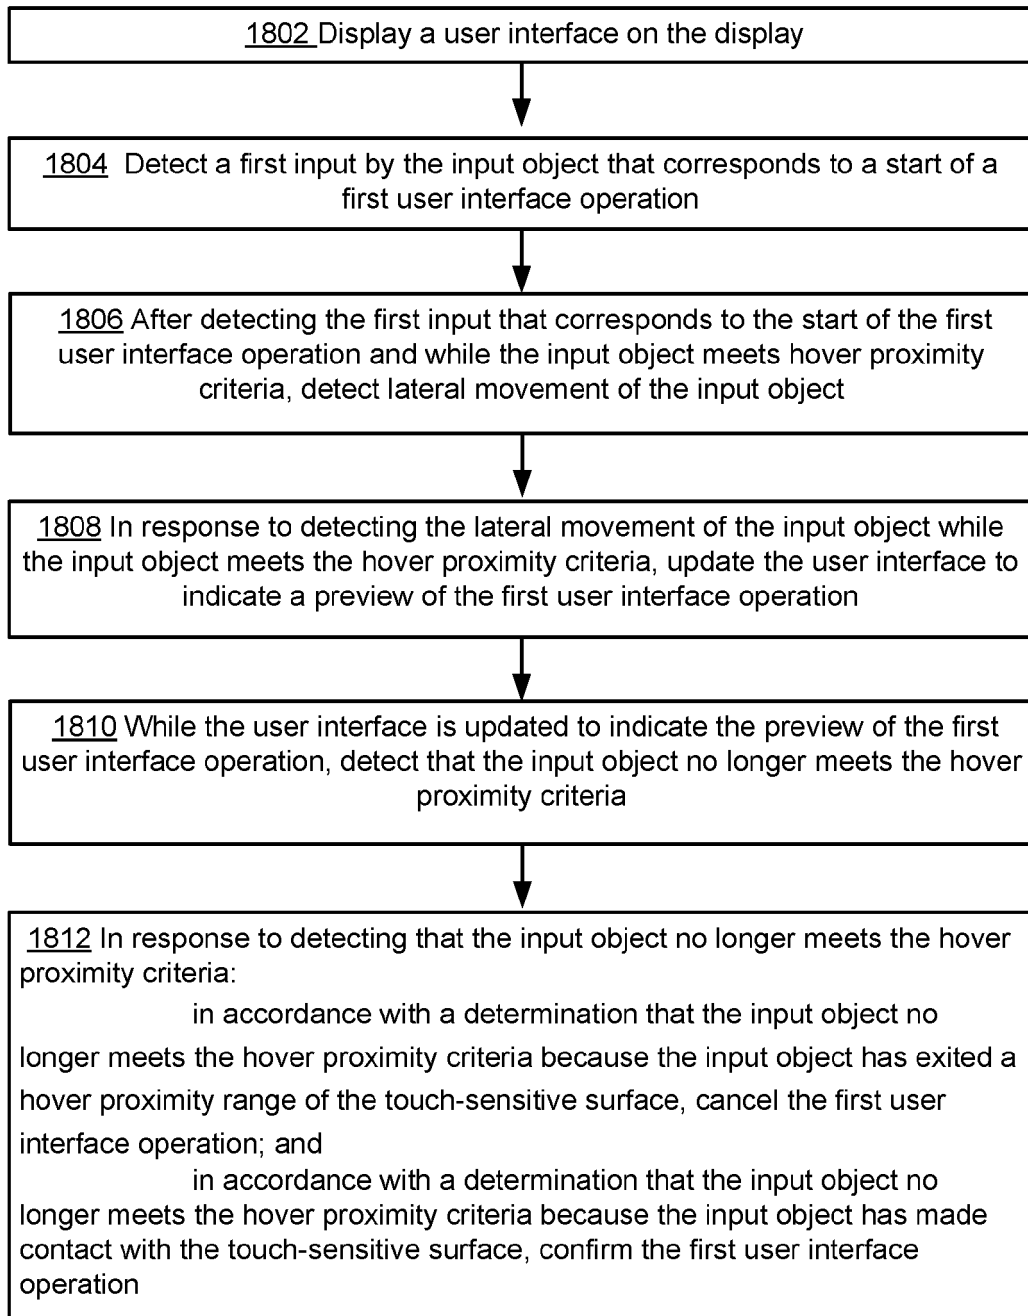 1802 Display a user interface on the display
1804 Detect a first input by the input object that corresponds to a start of a
first user interface operation
1806 After detecting the first input that corresponds to the start of the first
user interface operation and while the input object meets hover proximity
criteria, detect lateral movement of the input object
1808 In response to detecting the lateral movement of the input object while
the input object meets the hover proximity criteria, update the user interface to
indicate a preview of the first user interface operation
1810 While the user interface is updated to indicate the preview of the first
user interface operation, detect that the input object no longer meets the hover
proximity criteria
1812 In response to detecting that the input object no longer meets the hover
proximity criteria:
in accordance with a determination that the input object no
longer meets the hover proximity criteria because the input object has exited a
hover proximity range of the touch-sensitive surface, cancel the first user
interface operation; and
in accordance with a determination that the input object no
longer meets the hover proximity criteria because the input object has made
contact with the touch-sensitive surface, confirm the first user interface
operation